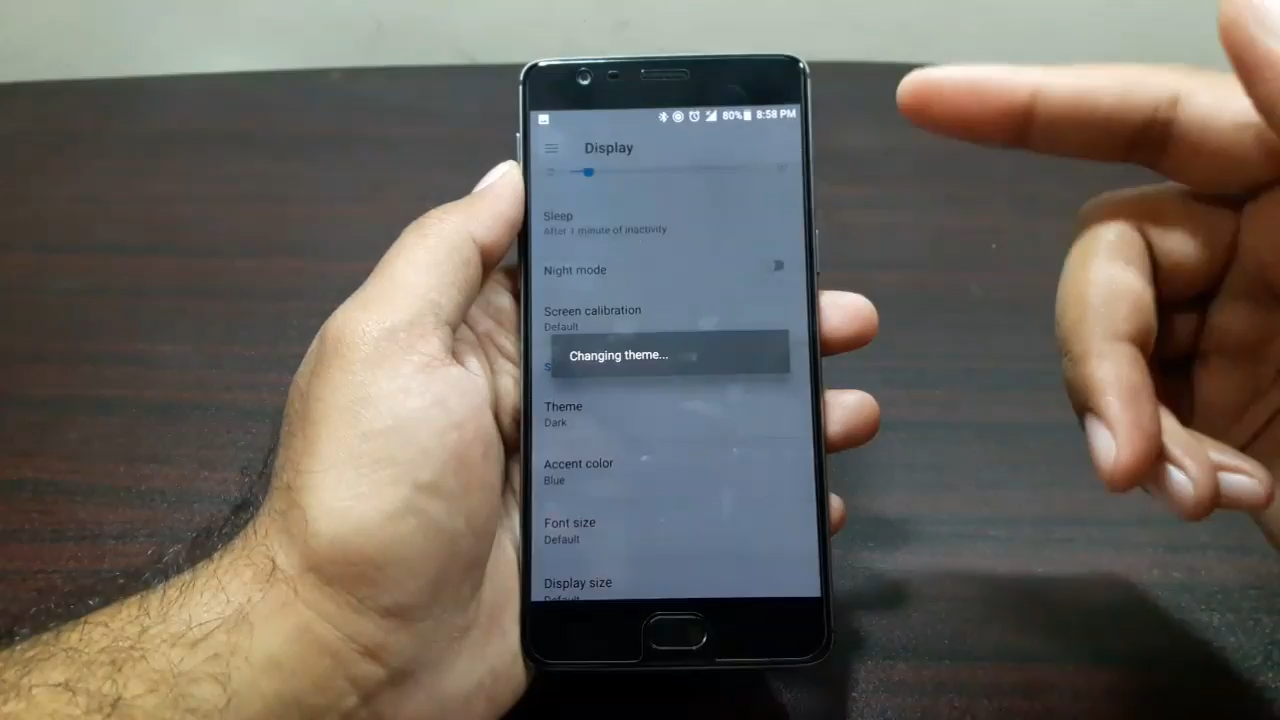 80% 8:58 PM
Display
Sleep
After 1 minute of inactivity
Night mode
Screen calibration
Default
S
Changing theme...
Theme
Dark
Accent color
Blue
Font size
Default
Display size
Default